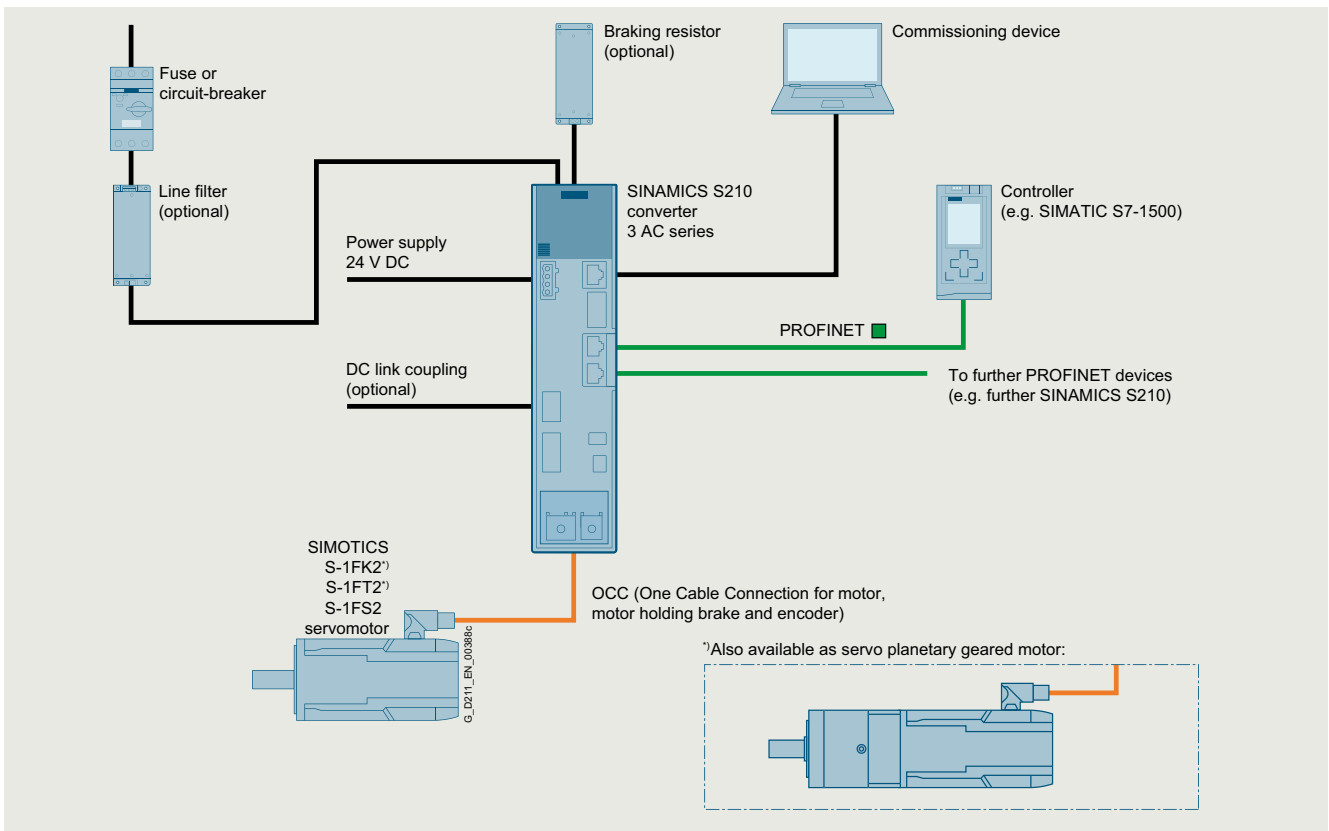 Fuse or
circuit-breaker
Braking resistor
(optional)
Commissioning device
Line filter
(optional)
SINAMICS S210
converter
3 AC series
Controller
(e.g. SIMATIC S7-1500)
Power supply
24 V DC
PROFINET
DC link coupling
(optional)
To further PROFINET devices
(e.g. further SINAMICS S210)
SIMOTICS
S-1FK2*)
S-1FT2*)
S-1FS2
servomotor
OCC (One Cable Connection for motor,
motor holding brake and encoder)
G_D211_EN_00388c
*)Also available as servo planetary geared motor: